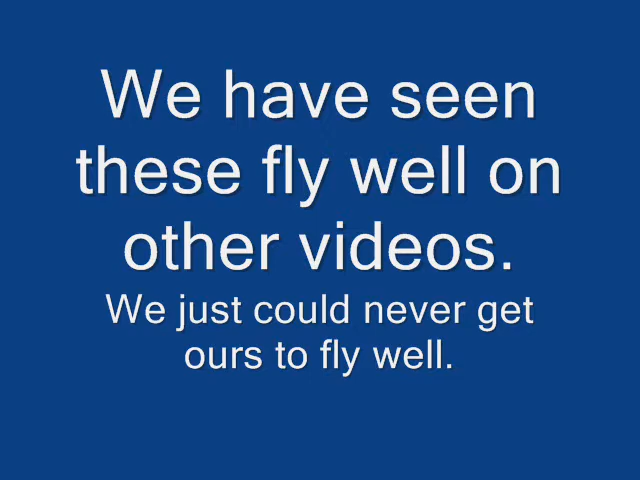 We have seen
these fly well on
other videos.
We just could never get
ours to fly well.